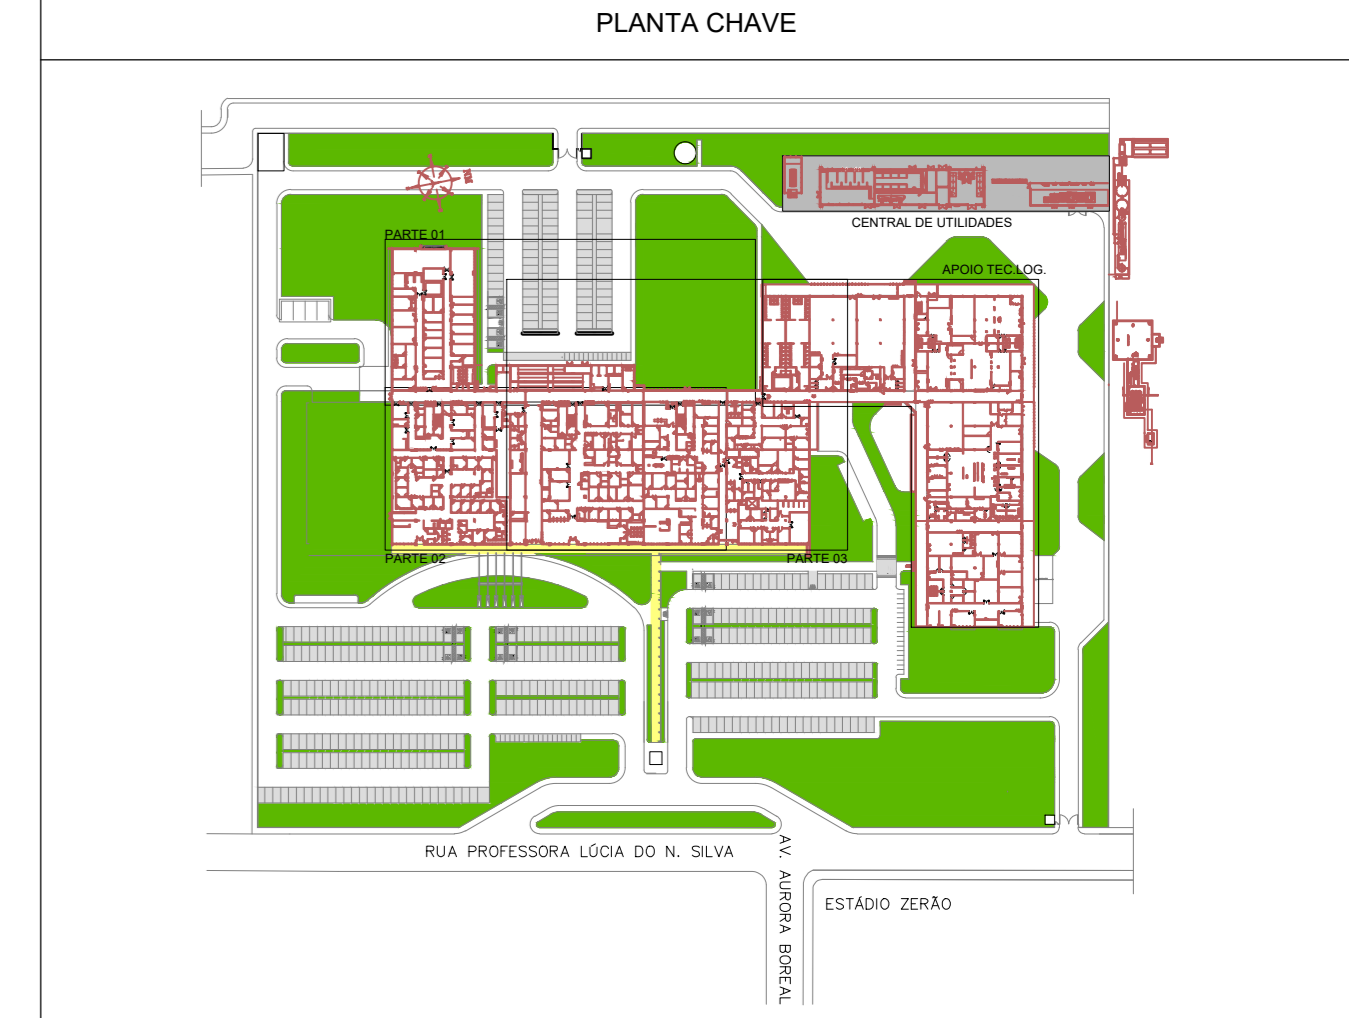 PLANTA CHAVE
PARTE 01
CENTRAL DE UTILIDADES
APOIO TEC.LOG.
PARTE 02
PARTE 03
RUA PROFESSORA LÚCIA DO N. SILVA
AV. AURORA BOREAL
ESTÁDIO ZERÃO